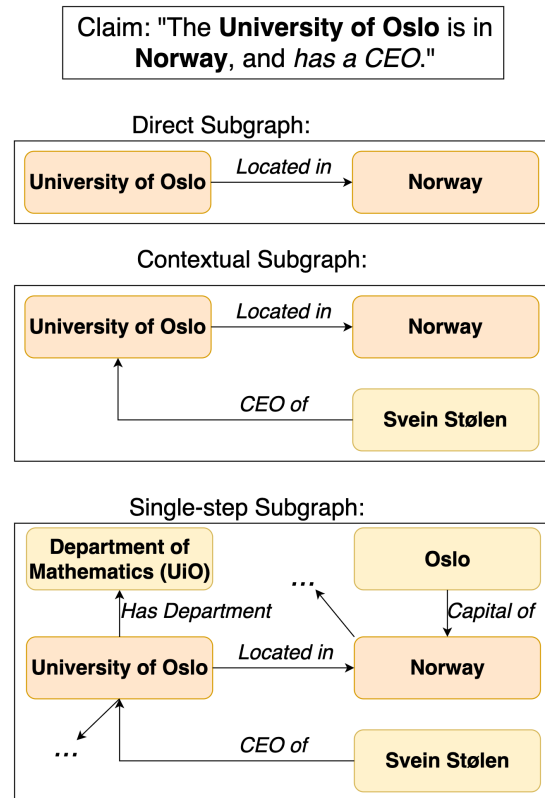 Claim: "The University of Oslo is in
Norway, and has a CEO."
Direct Subgraph:
University of Oslo
Located in
Norway
Contextual Subgraph:
University of Oslo
Located in
Norway
CEO of
Svein Stølen
Single-step Subgraph:
Department of
Mathematics (UiO)
Oslo
...
Has Department
Capital of
University of Oslo
Located in
Norway
...
CEO of
Svein Stølen